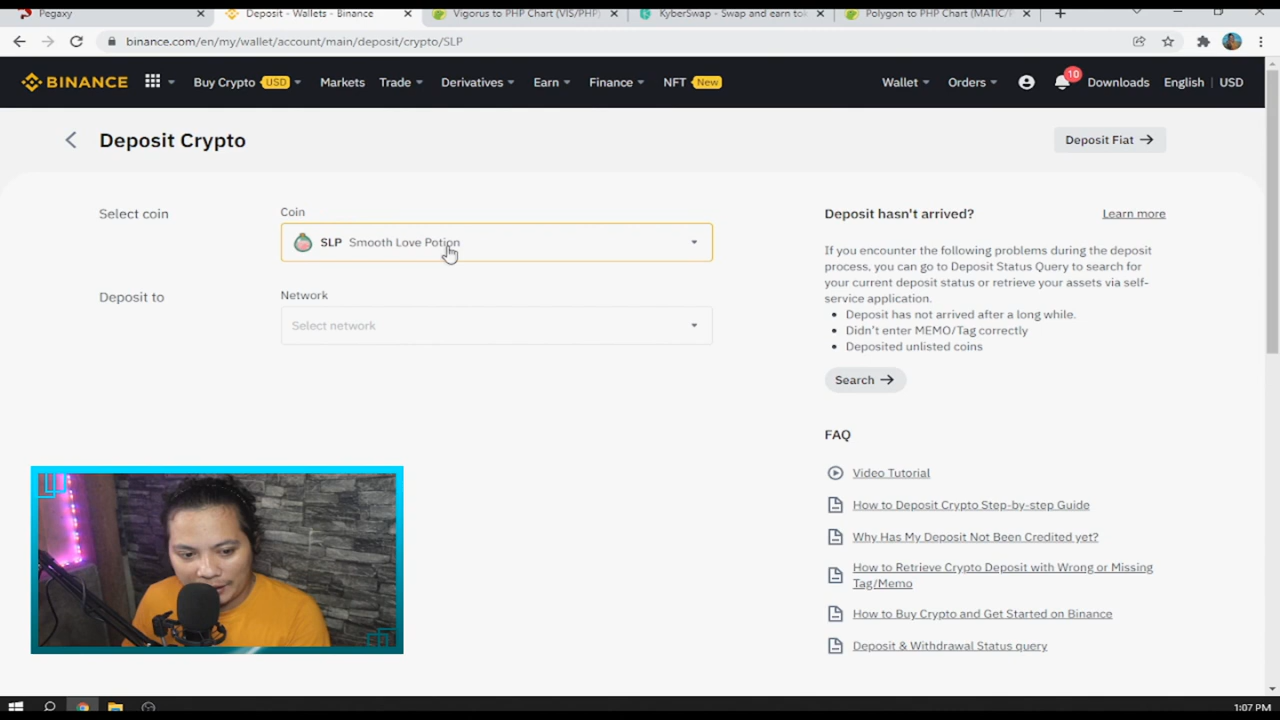 Pegaxy
Deposit - Wallets - Binance
Vigorus to PHP Chart (VIS/PHP)
KyberSwap - Swap and earn tok
Polygon to PHP Chart (MATIC/P
binance.com/en/my/wallet/account/main/deposit/crypto/SLP
BINANCE
Buy Crypto USD
Markets
Trade
Derivatives
Earn
Finance
NFT New
Wallet
Orders
10
Downloads
English
USD
Deposit Crypto
Deposit Fiat →
Select coin
Coin
SLP Smooth Love Potion
Deposit to
Network
Select network
Deposit hasn't arrived?
Learn more
If you encounter the following problems during the deposit
process, you can go to Deposit Status Query to search for
your current deposit status or retrieve your assets via self-
service application.
• Deposit has not arrived after a long while.
• Didn't enter MEMO/Tag correctly
• Deposited unlisted coins
Search →
FAQ
Video Tutorial
How to Deposit Crypto Step-by-step Guide
Why Has My Deposit Not Been Credited yet?
How to Retrieve Crypto Deposit with Wrong or Missing
Tag/Memo
How to Buy Crypto and Get Started on Binance
Deposit & Withdrawal Status query
1:07 PM